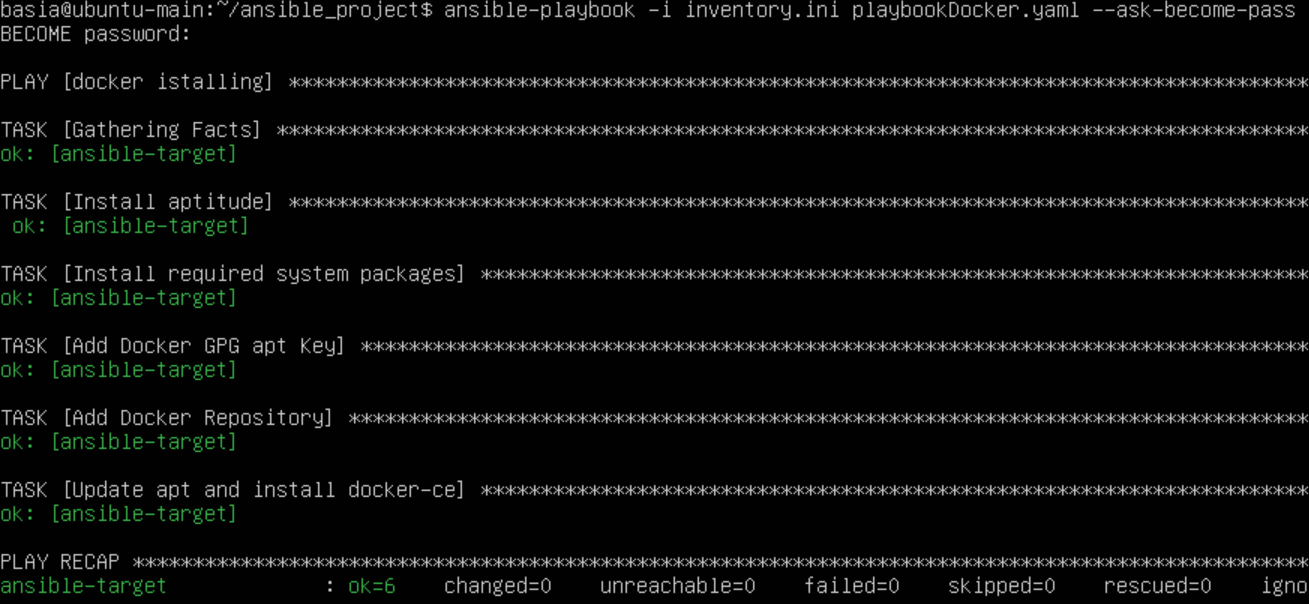 basia@ubuntu-main:~/ansible_project$ ansible-playbook -i inventory.ini playbookDocker.yaml --ask-become-pass
BECOME password:
PLAY [docker istalling] *************************************************************************************
TASK [Gathering Facts] **************************************************************************************
ok: [ansible-target]
TASK [Install aptitude] *************************************************************************************
ok: [ansible-target]
TASK [Install required system packages] *********************************************************************
ok: [ansible-target]
TASK [Add Docker GPG apt Key] *******************************************************************************
ok: [ansible-target]
TASK [Add Docker Repository] ********************************************************************************
ok: [ansible-target]
TASK [Update apt and install docker-ce] *********************************************************************
ok: [ansible-target]
PLAY RECAP **************************************************************************************************
ansible-target : ok=6 changed=0 unreachable=0 failed=0 skipped=0 rescued=0 igno